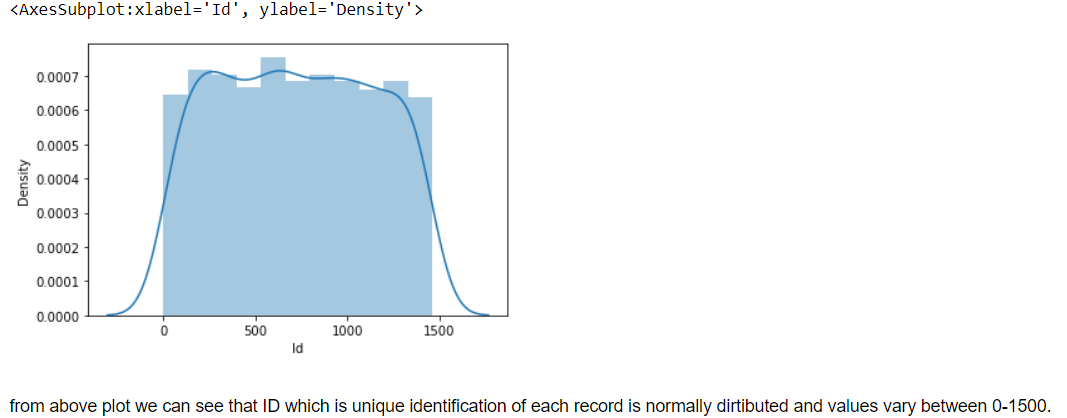 <AxesSubplot:xlabel='Id', ylabel='Density'>
0.0007
0.0006
0.0005
0.0004
0.0003
0.0002
0.0001
0.0000
Density
0 500 1000 1500
Id
from above plot we can see that ID which is unique identification of each record is normally dirtibuted and values vary between 0-1500.